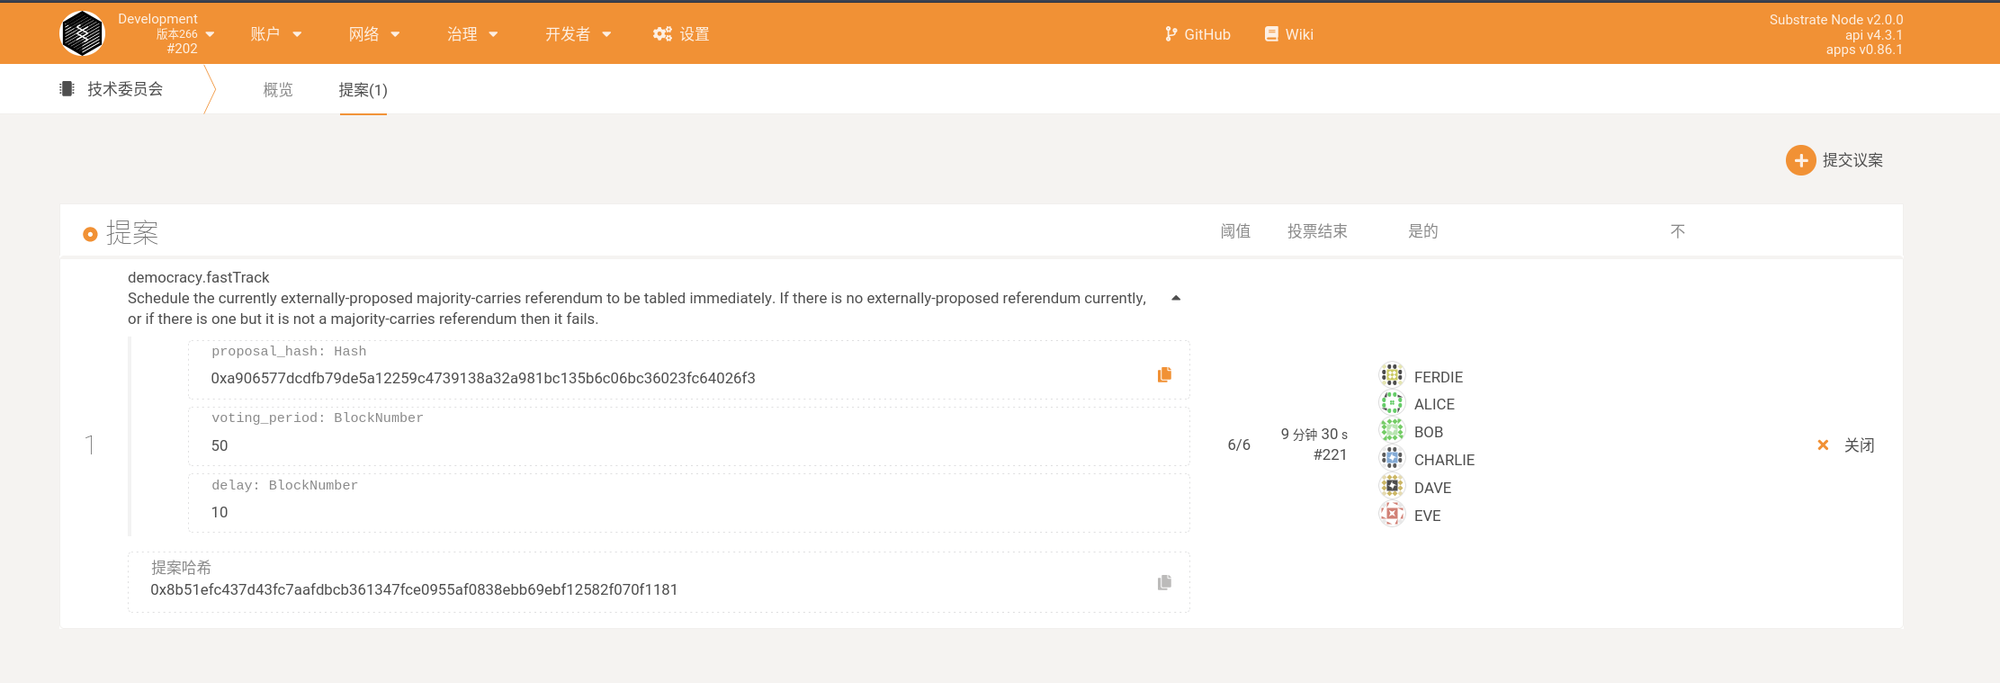 Development
版本266
#202
账户
网络
治理
开发者
设置
GitHub
Wiki
Substrate Node v2.0.0
api v4.3.1
apps v0.86.1
技术委员会
概览
提案(1)
提交议案
提案
阈值
投票结束
是的
不
1
democracy.fastTrack
Schedule the currently externally-proposed majority-carries referendum to be tabled immediately. If there is no externally-proposed referendum currently,
or if there is one but it is not a majority-carries referendum then it fails.
proposal_hash: Hash
0xa906577dcdfb79de5a12259c4739138a32a981bc135b6c06bc36023fc64026f3
voting_period: BlockNumber
50
delay: BlockNumber
10
提案哈希
0x8b51efc437d43fc7aafdbcb361347fce0955af0838ebb69ebf12582f070f1181
6/6
9 分钟 30 s
#221
FERDIE
ALICE
BOB
CHARLIE
DAVE
EVE
关闭